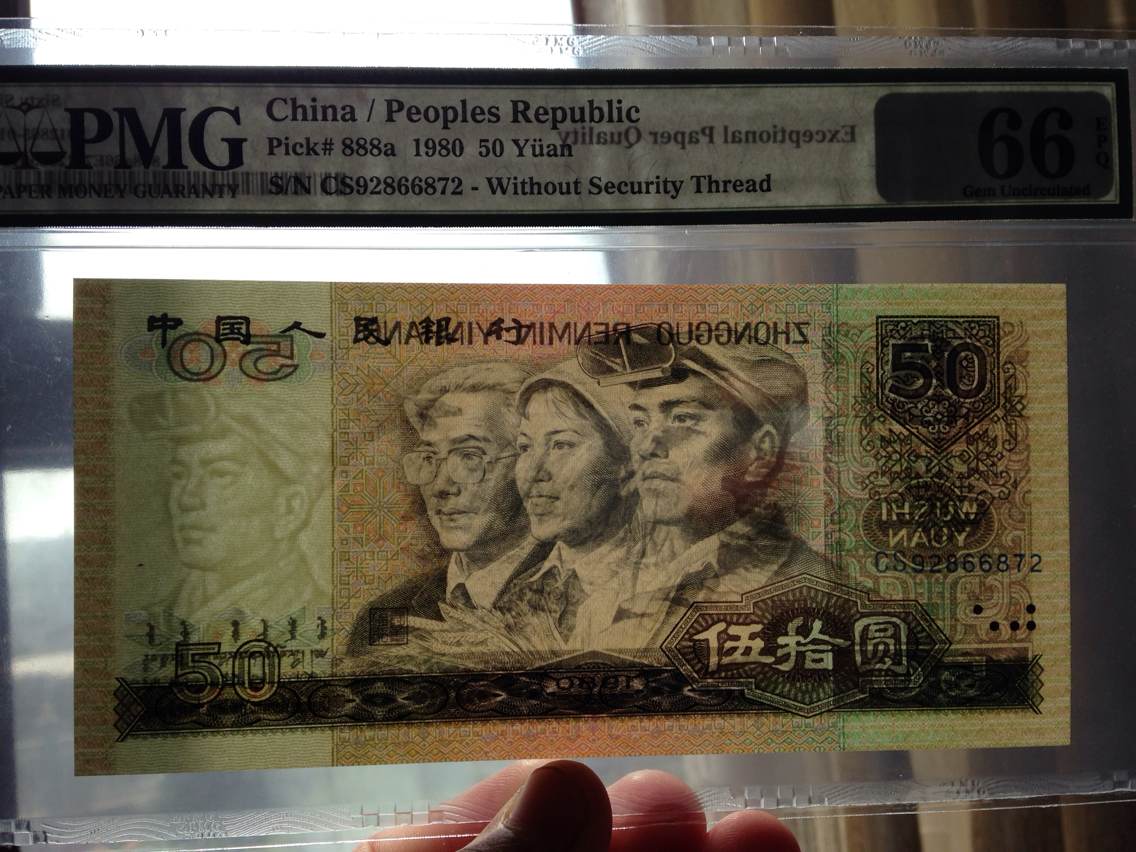 PMG
PAPER MONEY GUARANTY
China / Peoples Republic
Pick# 888a 1980 50 Yüan
S/N CS92866872 - Without Security Thread
Exceptional Paper Quality
66
EPQ
Gem Uncirculated
中国人民银行
ZHONGGUO RENMIN YINHANG
50
50
WUSHI
YUAN
CS92866872
50
伍拾圆
1980